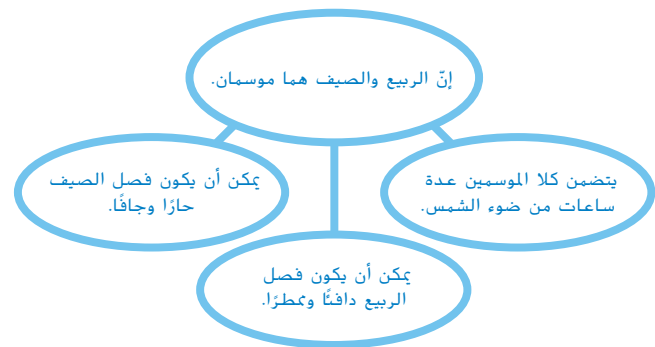 إنّ الربيع والصيف هما موسمان.
يتضمن كلا الموسمين عدة
ساعات من ضوء الشمس.
يمكن أن يكون فصل الصيف
حارًا وجافًا.
يمكن أن يكون فصل
الربيع دافئًا وممطرًا.